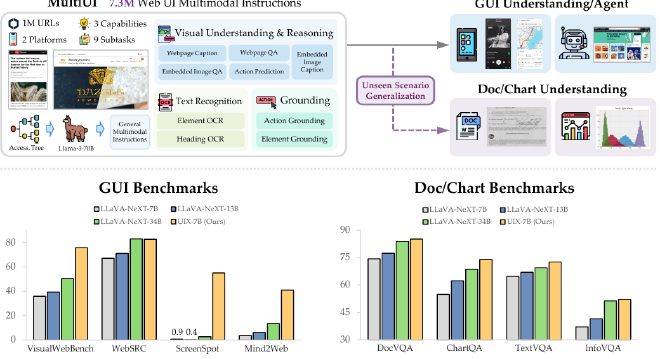 MultiUI 7.3M Web UI Multimodal Instructions
1M URLs
3 Capabilities
2 Platforms
9 Subtasks
Access. Tree
Llama-3-70B
General
Multimodal
Instructions
Visual Understanding & Reasoning
Webpage Caption
Webpage QA
Embedded
Image
Caption
Embedded Image QA
Action Prediction
OCR
Text Recognition
Element OCR
Heading OCR
ACTION
Grounding
Action Grounding
Element Grounding
Unseen Scenario
Generalization
GUI Understanding/Agent
Doc/Chart Understanding
DOC
GUI Benchmarks
LLaVA-NeXT-7B
LLaVA-NeXT-13B
LLaVA-NeXT-34B
UIX-7B (Ours)
80
60
40
20
0
0.9 0.4
VisualWebBench
WebSRC
ScreenSpot
Mind2Web
Doc/Chart Benchmarks
LLaVA-NeXT-7B
LLaVA-NeXT-13B
LLaVA-NeXT-34B
UIX-7B (Ours)
90
75
60
45
30
DocVQA
ChartQA
TextVQA
InfoVQA